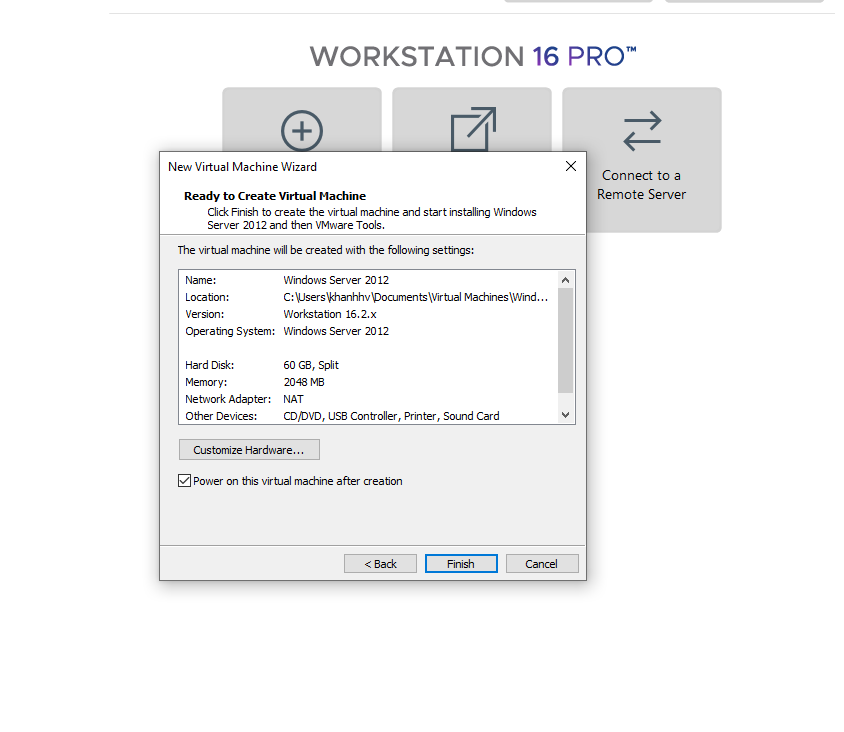 WORKSTATION 16 PRO™
Connect to a
Remote Server
New Virtual Machine Wizard
Ready to Create Virtual Machine
Click Finish to create the virtual machine and start installing Windows
Server 2012 and then VMware Tools.
The virtual machine will be created with the following settings:
Name: Windows Server 2012
Location: C:\Users\khanhhv\Documents\Virtual Machines\Wind...
Version: Workstation 16.2.x
Operating System: Windows Server 2012
Hard Disk: 60 GB, Split
Memory: 2048 MB
Network Adapter: NAT
Other Devices: CD/DVD, USB Controller, Printer, Sound Card
Customize Hardware...
Power on this virtual machine after creation
< Back Finish Cancel